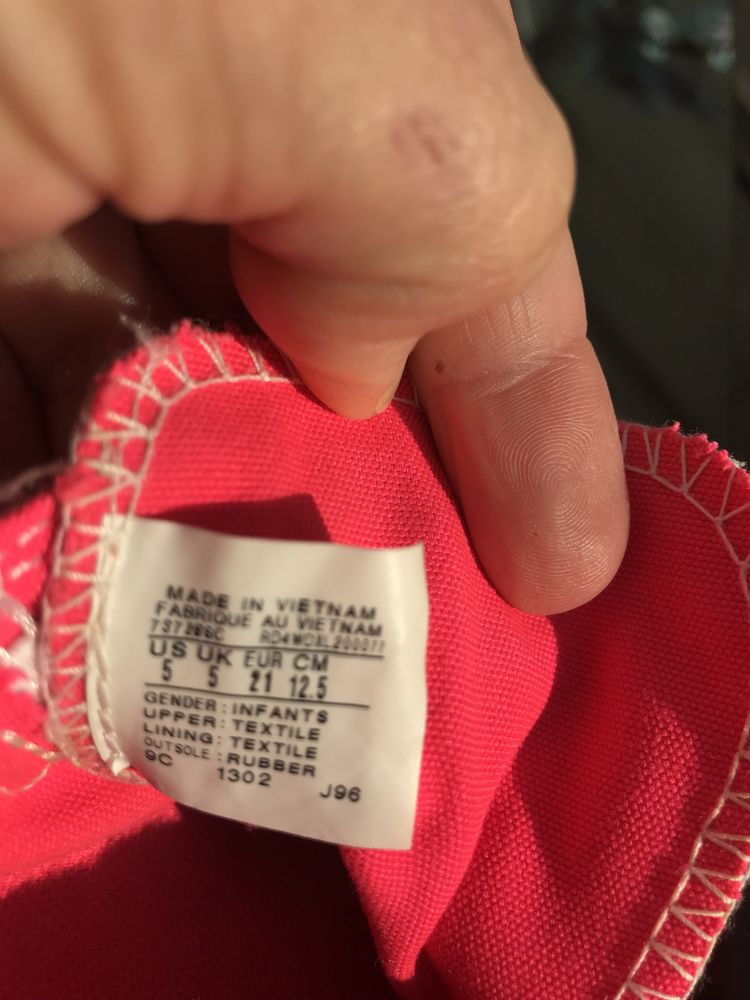 MADE IN VIETNAM
FABRIQUE AU VIETNAM
737286C
US UK EUR CM
5 5 21 12.5
GENDER : INFANTS
UPPER : TEXTILE
LINING : TEXTILE
OUTSOLE : RUBBER
9C 1302 J96